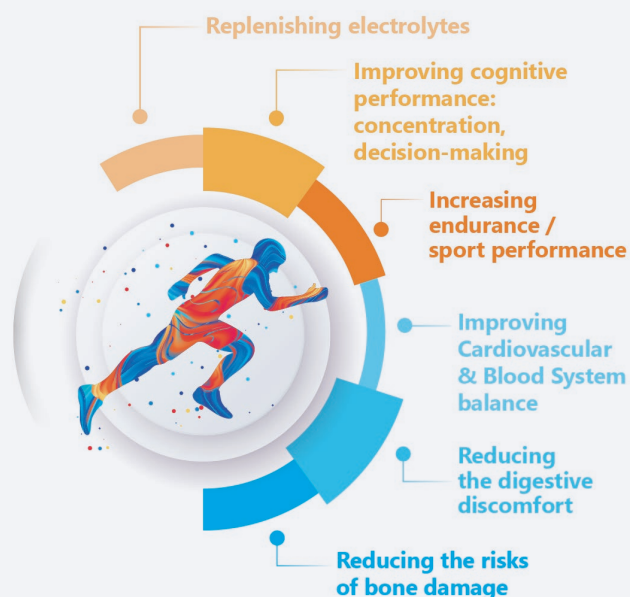 Replenishing electrolytes
Improving cognitive
performance:
concentration,
decision-making
Increasing
endurance /
sport performance
Improving
Cardiovascular
& Blood System
balance
Reducing
the digestive
discomfort
Reducing the risks
of bone damage